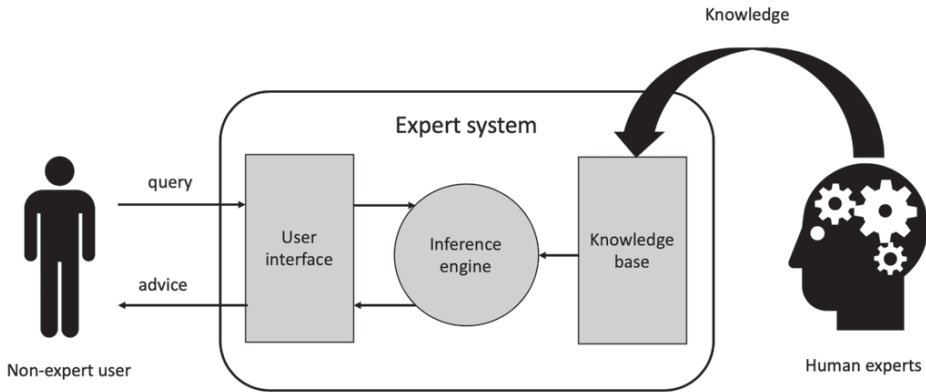 Knowledge
Expert system
query
User
interface
Inference
engine
Knowledge
base
advice
Non-expert user
Human experts